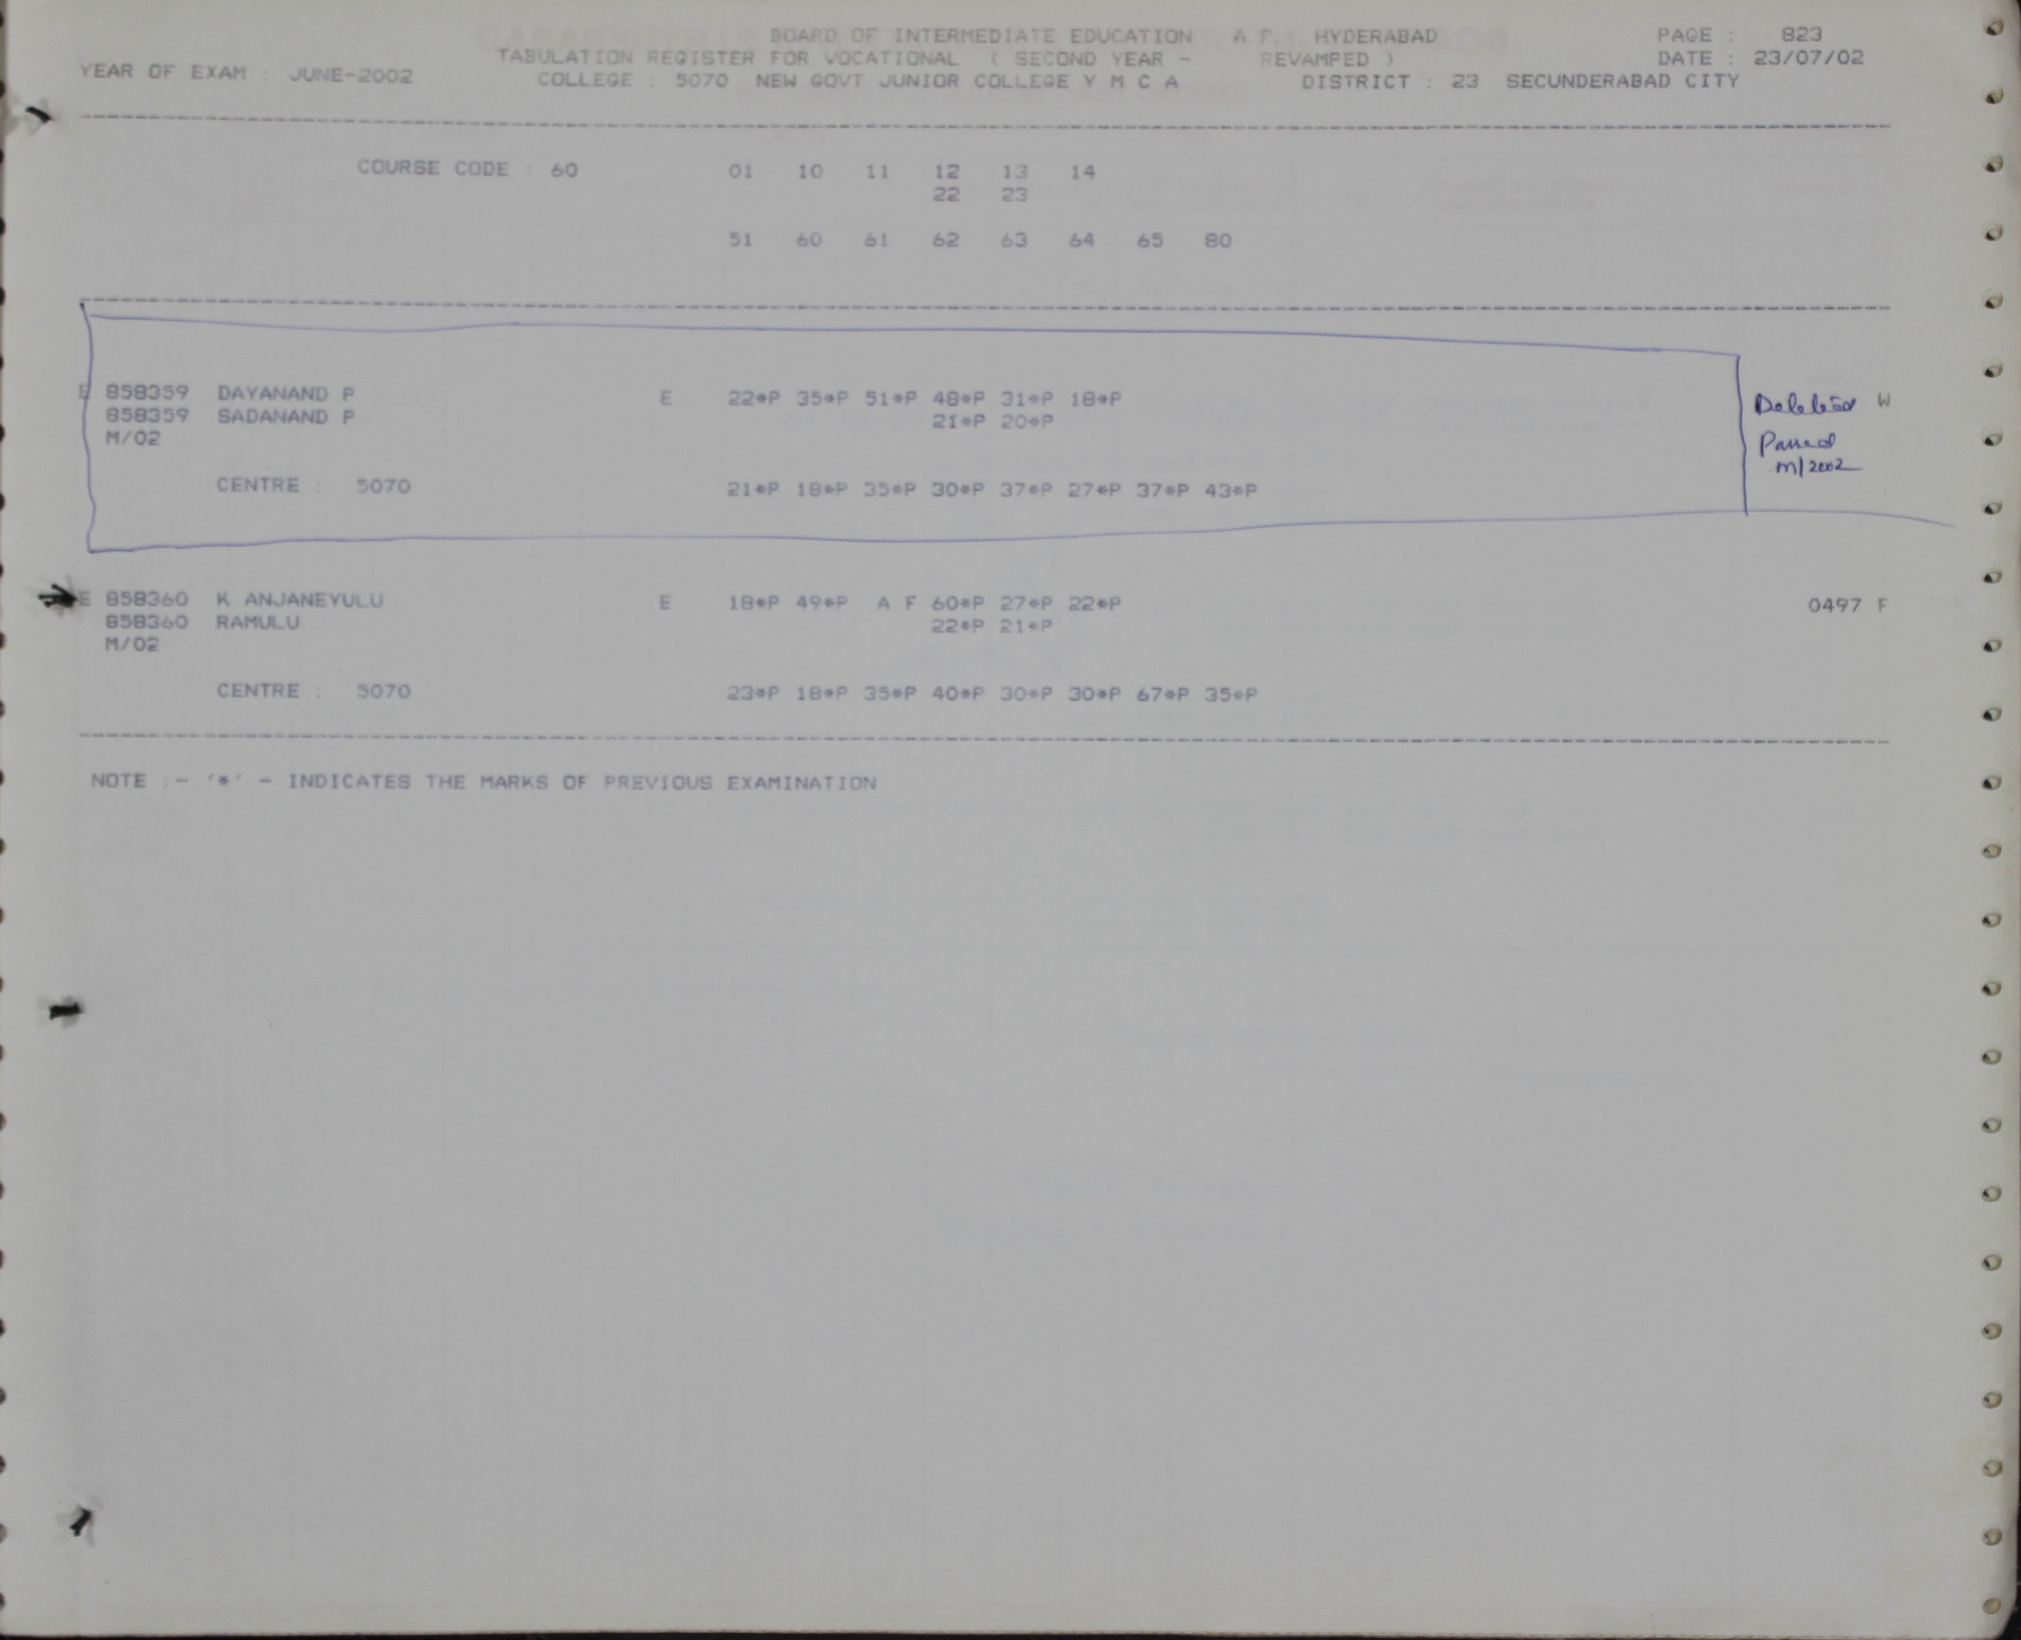 BOARD OF INTERMEDIATE EDUCATION A.P. HYDERABAD PAGE : 823
TABULATION REGISTER FOR VOCATIONAL ( SECOND YEAR - REVAMPED ) DATE : 23/07/02
YEAR OF EXAM : JUNE-2002 COLLEGE : 5070 NEW GOVT JUNIOR COLLEGE Y M C A DISTRICT : 23 SECUNDERABAD CITY
COURSE CODE : 60 01 10 11 12 13 14
22 23
51 60 61 62 63 64 65 80
E 858359 DAYANAND P E 22*P 35*P 51*P 48*P 31*P 18*P Deleted W
858359 SADANAND P 21*P 20*P
M/02 Passed
m/2002
CENTRE : 5070 21*P 18*P 35*P 30*P 37*P 27*P 37*P 43*P
E 858360 K ANJANEYULU E 18*P 49*P A F 60*P 27*P 22*P 0497 F
858360 RAMULU 22*P 21*P
M/02
CENTRE : 5070 23*P 18*P 35*P 40*P 30*P 30*P 67*P 35*P
NOTE :- '*' - INDICATES THE MARKS OF PREVIOUS EXAMINATION